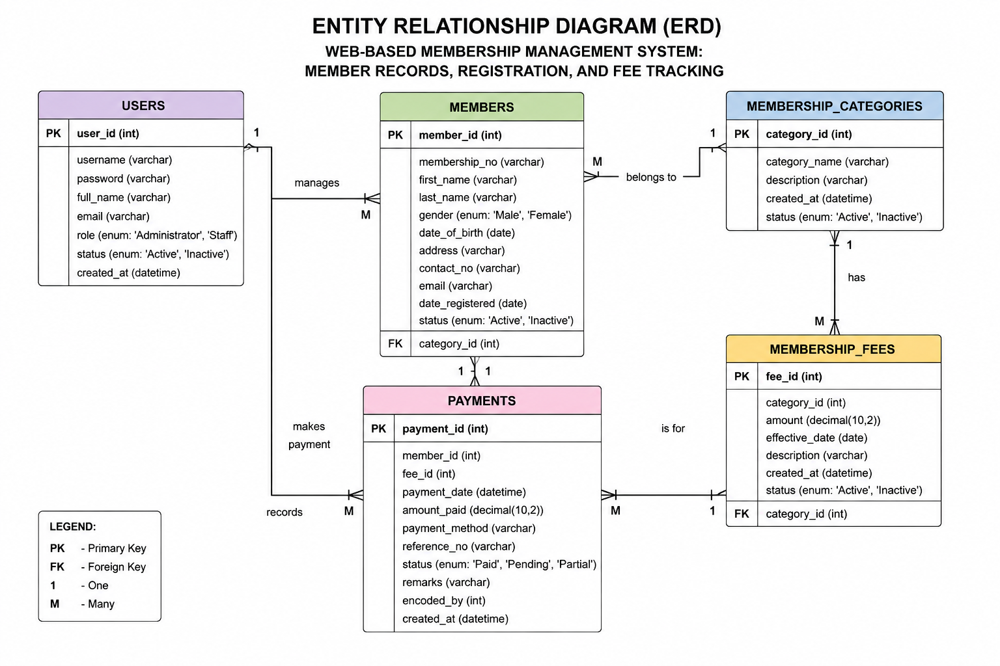 ENTITY RELATIONSHIP DIAGRAM (ERD)
WEB-BASED MEMBERSHIP MANAGEMENT SYSTEM:
MEMBER RECORDS, REGISTRATION, AND FEE TRACKING
USERS
PK user_id (int)
username (varchar)
password (varchar)
full_name (varchar)
email (varchar)
role (enum: 'Administrator', 'Staff')
status (enum: 'Active', 'Inactive')
created_at (datetime)
1
manages
M
MEMBERS
PK member_id (int)
membership_no (varchar)
first_name (varchar)
last_name (varchar)
gender (enum: 'Male', 'Female')
date_of_birth (date)
address (varchar)
contact_no (varchar)
email (varchar)
date_registered (date)
status (enum: 'Active', 'Inactive')
FK category_id (int)
M
belongs to
1
MEMBERSHIP_CATEGORIES
PK category_id (int)
category_name (varchar)
description (varchar)
created_at (datetime)
status (enum: 'Active', 'Inactive')
1
has
M
MEMBERSHIP_FEES
PK fee_id (int)
category_id (int)
amount (decimal(10,2))
effective_date (date)
description (varchar)
created_at (datetime)
status (enum: 'Active', 'Inactive')
FK category_id (int)
1 1
PAYMENTS
PK payment_id (int)
member_id (int)
fee_id (int)
payment_date (datetime)
amount_paid (decimal(10,2))
payment_method (varchar)
reference_no (varchar)
status (enum: 'Paid', 'Pending', 'Partial')
remarks (varchar)
encoded_by (int)
created_at (datetime)
makes
payment
records
M
is for
M
1
LEGEND:
PK - Primary Key
FK - Foreign Key
1 - One
M - Many